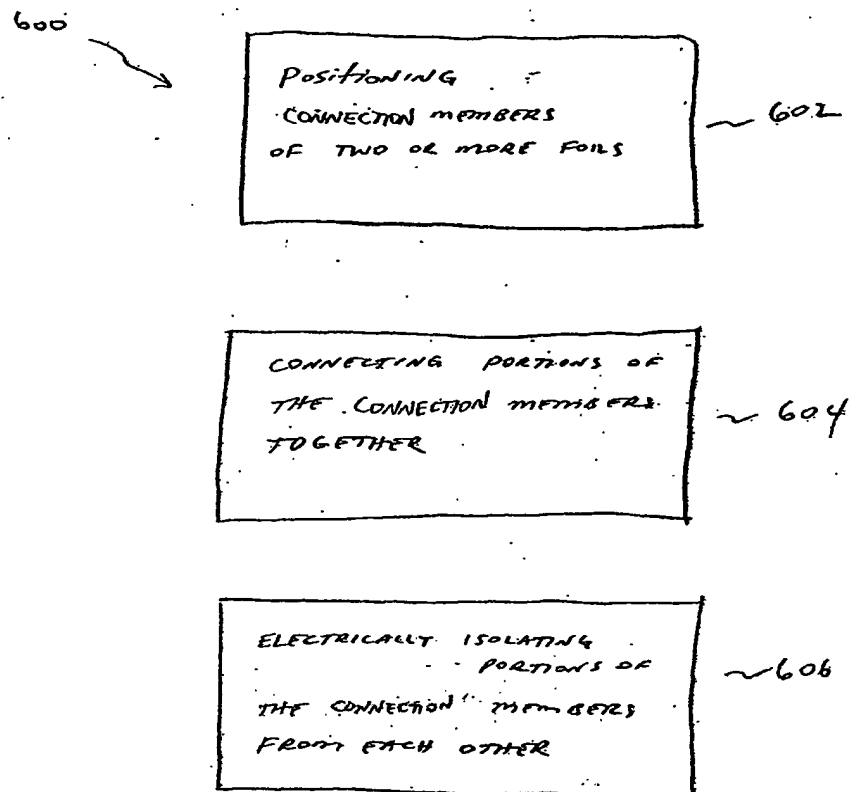 600
Positioning
CONNECTION MEMBERS
OF TWO OR MORE FOILS
602
CONNECTING PORTIONS OF
THE CONNECTION MEMBERS
TOGETHER
604
ELECTRICALLY ISOLATING
PORTIONS OF
THE CONNECTION MEMBERS
FROM EACH OTHER
606